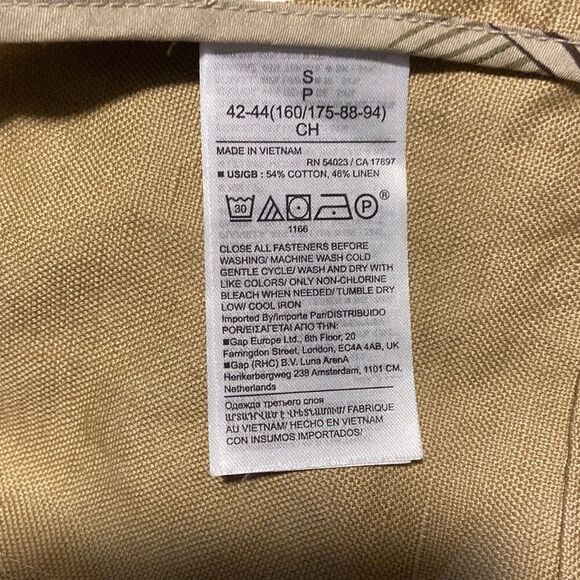 S
P
42-44(160/175-88-94)
CH
MADE IN VIETNAM
RN 54023 / CA 17897
■ US/GB : 54% COTTON, 46% LINEN
30 P ®
1166
CLOSE ALL FASTENERS BEFORE
WASHING/ MACHINE WASH COLD
GENTLE CYCLE/ WASH AND DRY WITH
LIKE COLORS/ ONLY NON-CHLORINE
BLEACH WHEN NEEDED/ TUMBLE DRY
LOW/ COOL IRON
Imported By/Importe Par/DISTRIBUIDO
POR/ΕΙΣΑΓΕΤΑΙ ΑΠΟ ΤΗΝ:
■Gap Europe Ltd., 8th Floor, 20
Farringdon Street, London, EC4A 4AB, UK
■Gap (RHC) B.V. Luna ArenA
Herikerbergweg 238 Amsterdam, 1101 CM,
Netherlands
Одежда третьего слоя
ԱՐՏԱԴՐՎԱԾ Է ՎԻԵՏՆԱՄՈՒՄ/ FABRIQUE
AU VIETNAM/ HECHO EN VIETNAM
CON INSUMOS IMPORTADOS/